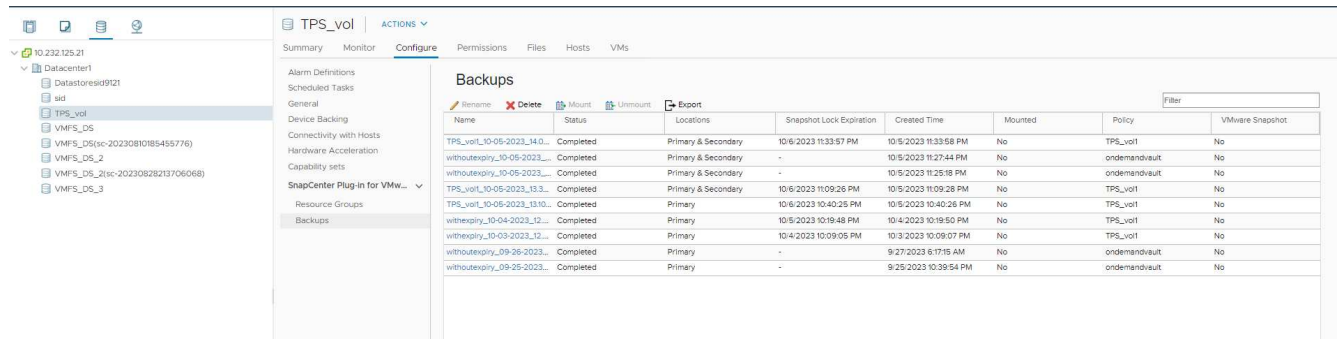 TPS_vol ACTIONS
Summary Monitor Configure Permissions Files Hosts VMs
10.232.125.21
Datacenter1
Datastoresid9121
sid
TPS_vol
VMFS_DS
VMFS_DS(sc-20230810185455776)
VMFS_DS_2
VMFS_DS_2(sc-20230828213706068)
VMFS_DS_3
Alarm Definitions
Scheduled Tasks
General
Device Backing
Connectivity with Hosts
Hardware Acceleration
Capability sets
SnapCenter Plug-in for VMw...
Resource Groups
Backups
Backups
Rename Delete Mount Unmount Export Filter
Name Status Locations Snapshot Lock Expiration Created Time Mounted Policy VMware Snapshot
TPS_vol1_10-05-2023_14.0... Completed Primary & Secondary 10/6/2023 11:33:57 PM 10/5/2023 11:33:58 PM No TPS_vol1 No
withoutexpiry_10-05-2023_... Completed Primary & Secondary - 10/5/2023 11:27:44 PM No ondemandvault No
withoutexpiry_10-05-2023_... Completed Primary & Secondary - 10/5/2023 11:25:18 PM No ondemandvault No
TPS_vol1_10-05-2023_13.3... Completed Primary & Secondary 10/6/2023 11:09:26 PM 10/5/2023 11:09:28 PM No TPS_vol1 No
TPS_vol1_10-05-2023_13.10... Completed Primary 10/6/2023 10:40:25 PM 10/5/2023 10:40:26 PM No TPS_vol1 No
withexpiry_10-04-2023_12.... Completed Primary 10/5/2023 10:19:48 PM 10/4/2023 10:19:50 PM No TPS_vol1 No
withexpiry_10-03-2023_12.... Completed Primary 10/4/2023 10:09:05 PM 10/3/2023 10:09:07 PM No TPS_vol1 No
withoutexpiry_09-26-2023... Completed Primary - 9/27/2023 6:17:15 AM No ondemandvault No
withoutexpiry_09-25-2023... Completed Primary - 9/25/2023 10:39:54 PM No ondemandvault No